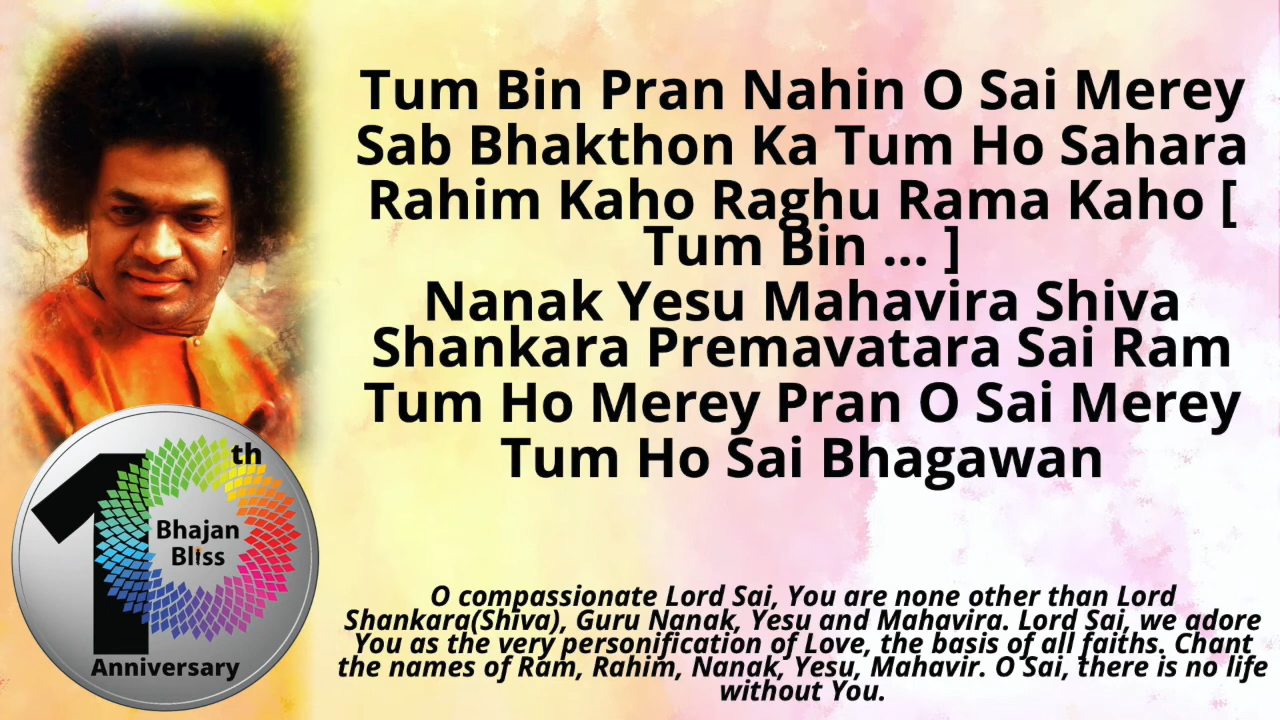 Tum Bin Pran Nahin O Sai Merey
Sab Bhakthon Ka Tum Ho Sahara
Rahim Kaho Raghu Rama Kaho [
Tum Bin ... ]
Nanak Yesu Mahavira Shiva
Shankara Premavatara Sai Ram
Tum Ho Merey Pran O Sai Merey
Tum Ho Sai Bhagawan
10th
Bhajan
Bliss
Anniversary
O compassionate Lord Sai, You are none other than Lord
Shankara(Shiva), Guru Nanak, Yesu and Mahavira. Lord Sai, we adore
You as the very personification of Love, the basis of all faiths. Chant
the names of Ram, Rahim, Nanak, Yesu, Mahavir. O Sai, there is no life
without You.